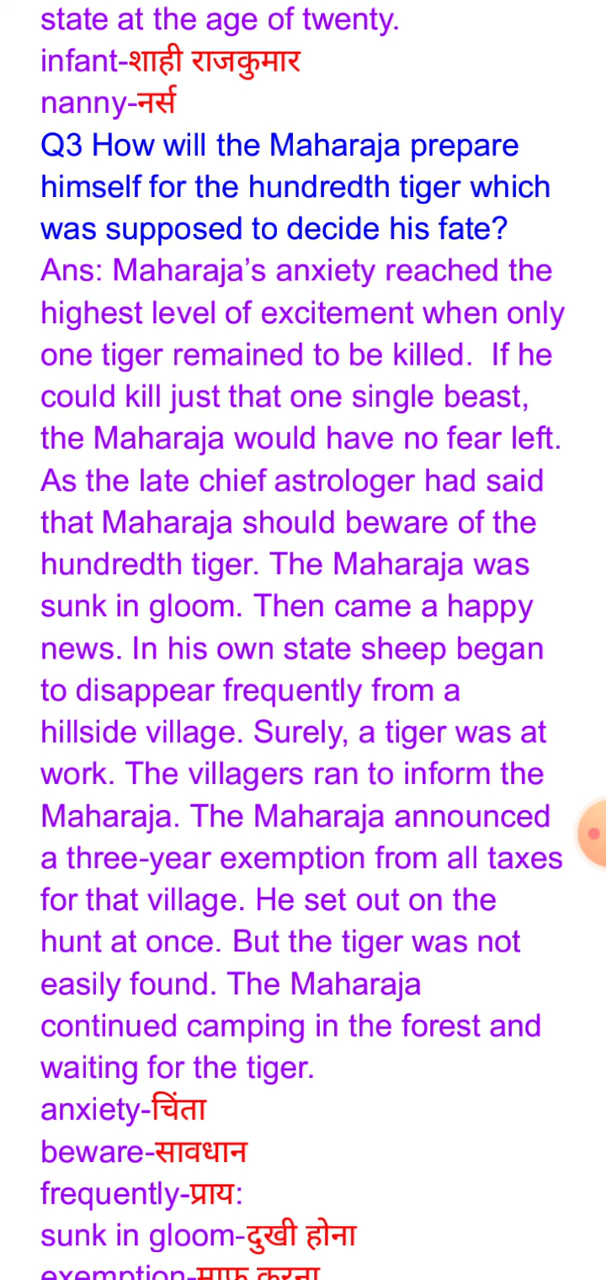 state at the age of twenty.
infant-शाही राजकुमार
nanny-नर्स
Q3 How will the Maharaja prepare
himself for the hundredth tiger which
was supposed to decide his fate?
Ans: Maharaja's anxiety reached the
highest level of excitement when only
one tiger remained to be killed.  If he
could kill just that one single beast,
the Maharaja would have no fear left.
As the late chief astrologer had said
that Maharaja should beware of the
hundredth tiger. The Maharaja was
sunk in gloom. Then came a happy
news. In his own state sheep began
to disappear frequently from a
hillside village. Surely, a tiger was at
work. The villagers ran to inform the
Maharaja. The Maharaja announced
a three-year exemption from all taxes
for that village. He set out on the
hunt at once. But the tiger was not
easily found. The Maharaja
continued camping in the forest and
waiting for the tiger.
anxiety-चिंता
beware-सावधान
frequently-प्राय:
sunk in gloom-दुखी होना
exemption-माफ करना